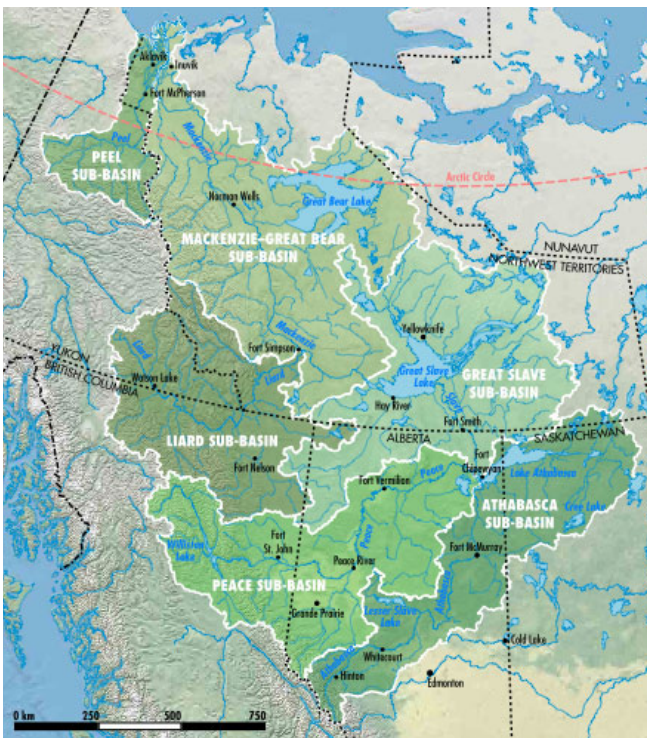 Aklavik
Inuvik
Fort McPherson
Peel
Mackenzie
PEEL
SUB-BASIN
Arctic Circle
Norman Wells
Great Bear Lake
MACKENZIE-GREAT BEAR
SUB-BASIN
NUNAVUT
NORTHWEST TERRITORIES
Yellowknife
Mackenzie
Fort Simpson
YUKON
BRITISH COLUMBIA
Liard
Liard
Watson Lake
Great Slave
Lake
GREAT SLAVE
SUB-BASIN
Hay River
Slave
Fort Smith
LIARD SUB-BASIN
ALBERTA
SASKATCHEWAN
Fort Nelson
Fort
Chipewyan
Lake Athabasca
Peace
Fort Vermilion
ATHABASCA
SUB-BASIN
Cree Lake
Williston
Lake
Fort
St. John
Peace
Peace River
Fort McMurray
PEACE SUB-BASIN
Athabasca
Grande Prairie
Lesser Slave
Lake
Cold Lake
Whitecourt
Athabasca
Hinton
Edmonton
0 km
250
500
750